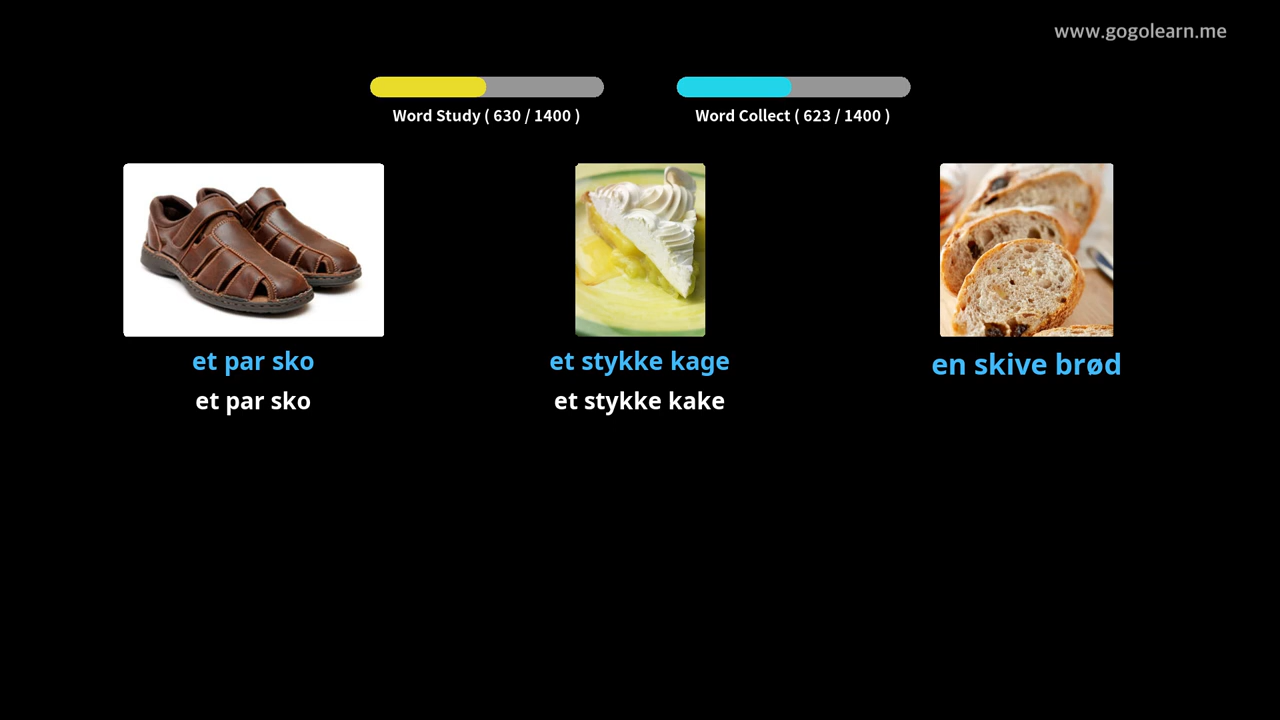 www.gogolearn.me
Word Study ( 630 / 1400 )
Word Collect ( 623 / 1400 )
et par sko
et stykke kage
en skive brød
et par sko
et stykke kake